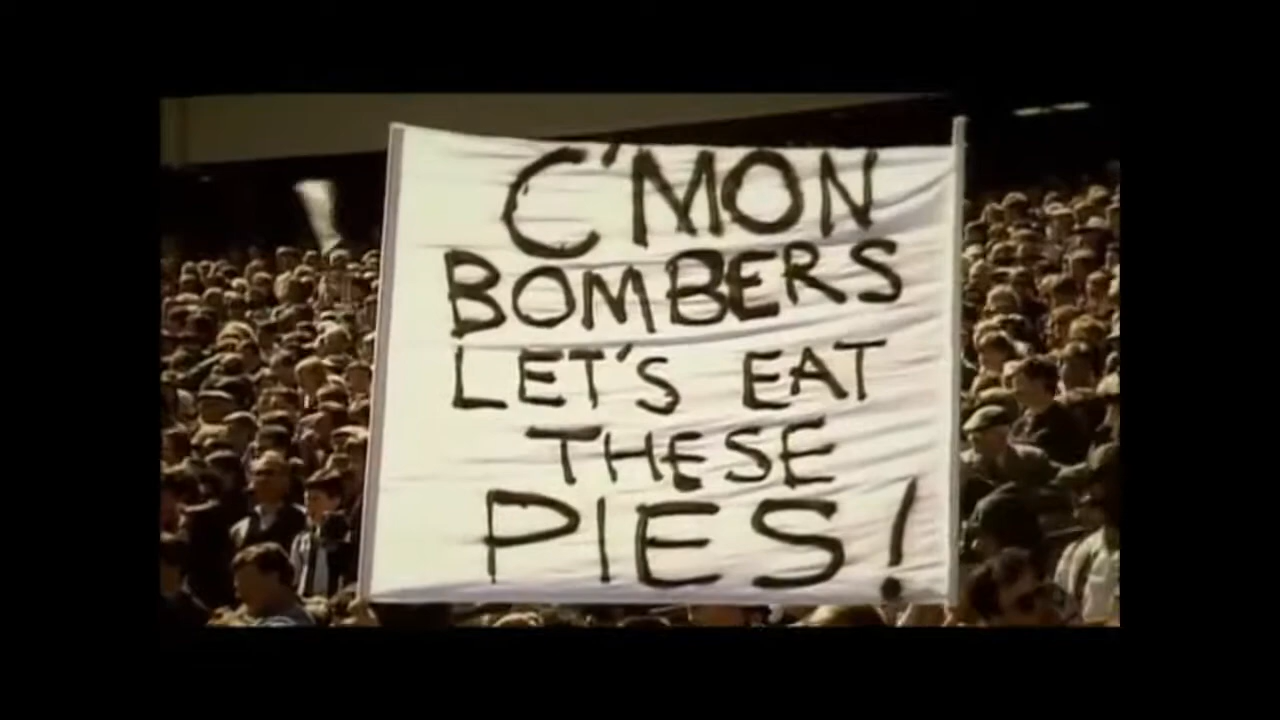 C'MON
BOMBERS
LET'S EAT
THESE
PIES!